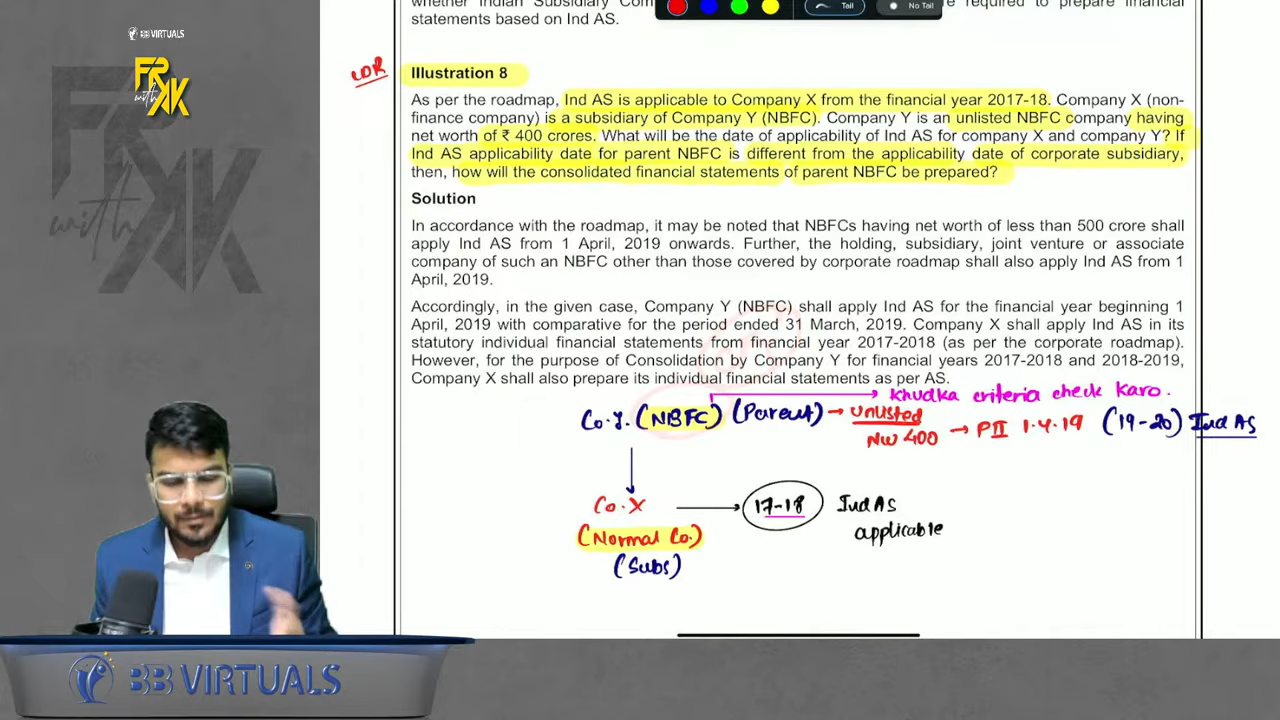 whether Indian Subsidiary Com re required to prepare financial
statements based on Ind AS.
Tail
No Tail
BB VIRTUALS
FR
with
AK
LDR
Illustration 8
As per the roadmap, Ind AS is applicable to Company X from the financial year 2017-18. Company X (non-
finance company) is a subsidiary of Company Y (NBFC). Company Y is an unlisted NBFC company having
net worth of ₹ 400 crores. What will be the date of applicability of Ind AS for company X and company Y? If
Ind AS applicability date for parent NBFC is different from the applicability date of corporate subsidiary,
then, how will the consolidated financial statements of parent NBFC be prepared?
Solution
In accordance with the roadmap, it may be noted that NBFCs having net worth of less than 500 crore shall
apply Ind AS from 1 April, 2019 onwards. Further, the holding, subsidiary, joint venture or associate
company of such an NBFC other than those covered by corporate roadmap shall also apply Ind AS from 1
April, 2019.
Accordingly, in the given case, Company Y (NBFC) shall apply Ind AS for the financial year beginning 1
April, 2019 with comparative for the period ended 31 March, 2019. Company X shall apply Ind AS in its
statutory individual financial statements from financial year 2017-2018 (as per the corporate roadmap).
However, for the purpose of Consolidation by Company Y for financial years 2017-2018 and 2018-2019,
Company X shall also prepare its individual financial statements as per AS.
khudka criteria check karo.
Co.Y. (NBFC) (Parent) → unlisted
NW 400 → PII 1.4.19 (19-20) Ind AS
Co.X 17-18 Ind AS
(Normal Co.) applicable
(Subs)
BB VIRTUALS